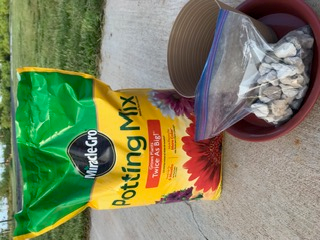 Miracle-Gro
Potting Mix
Grows Plants
Twice As Big!